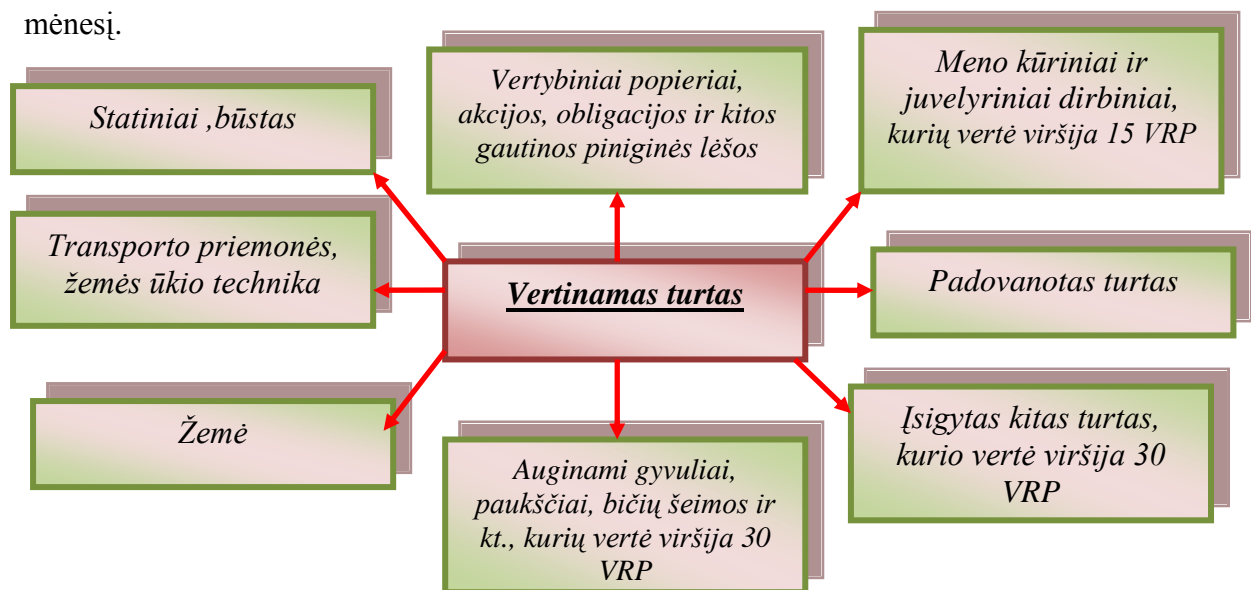 mėnesį.
Statiniai ,būstas
Vertybiniai popieriai,
akcijos, obligacijos ir kitos
gautinos piniginės lėšos
Meno kūriniai ir
juvelyriniai dirbiniai,
kurių vertė viršija 15 VRP
Transporto priemonės,
žemės ūkio technika
Vertinamas turtas
Padovanotas turtas
Žemė
Auginami gyvuliai,
paukščiai, bičių šeimos ir
kt., kurių vertė viršija 30
VRP
Įsigytas kitas turtas,
kurio vertė viršija 30
VRP